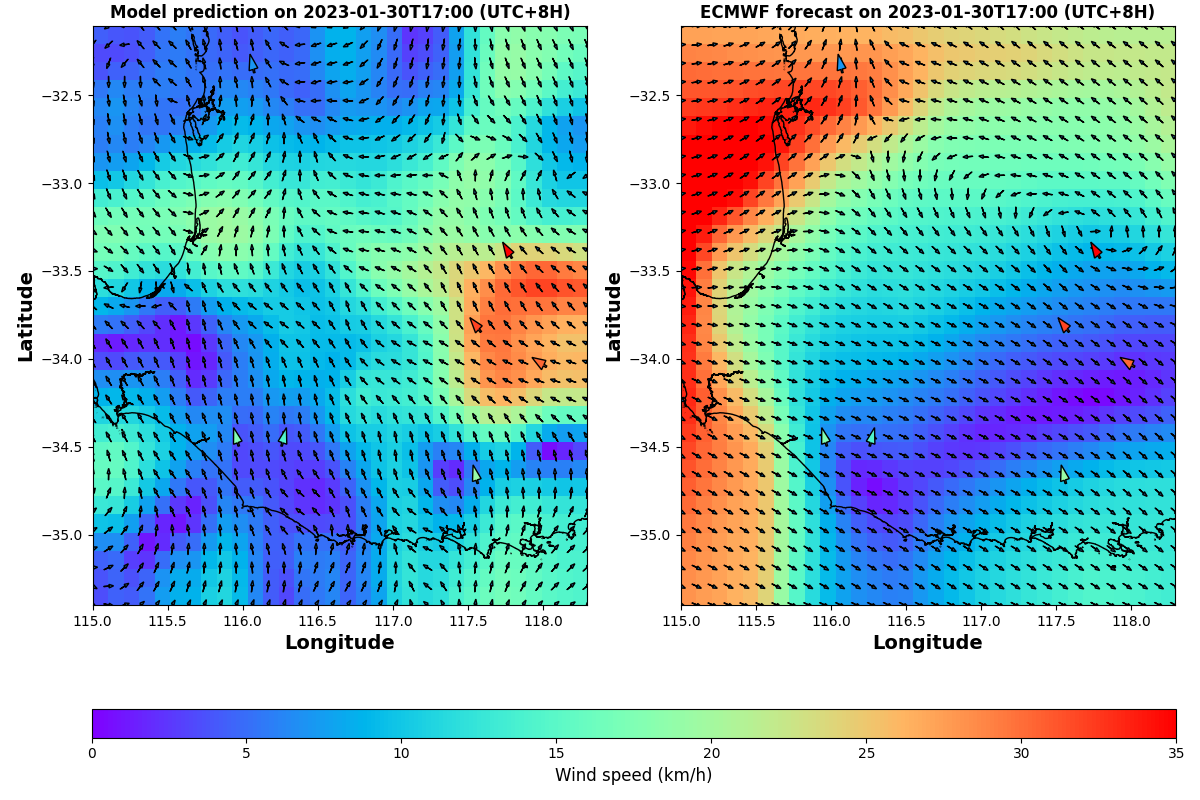 Model prediction on 2023-01-30T17:00 (UTC+8H)
ECMWF forecast on 2023-01-30T17:00 (UTC+8H)
Latitude
−32.5
−33.0
−33.5
−34.0
−34.5
−35.0
115.0 115.5 116.0 116.5 117.0 117.5 118.0
Longitude
Latitude
−32.5
−33.0
−33.5
−34.0
−34.5
−35.0
115.0 115.5 116.0 116.5 117.0 117.5 118.0
Longitude
0 5 10 15 20 25 30 35
Wind speed (km/h)